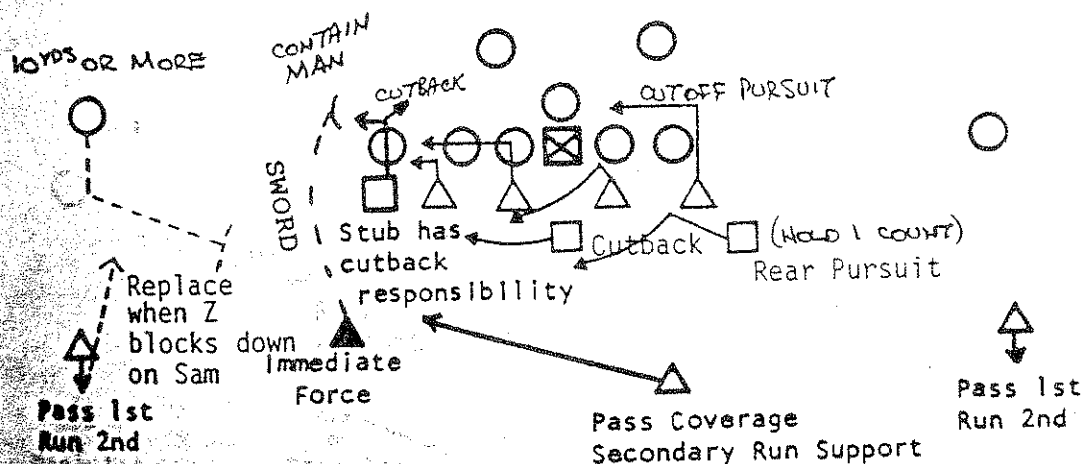 10 YDS OR MORE
CONTAIN
MAN
CUTBACK
CUTOFF PURSUIT
SWORD
Stub has
cutback
responsibility
Cutback
(HOLD 1 COUNT)
Rear Pursuit
Replace
when Z
blocks down
on Sam
Immediate
Force
Pass 1st
Run 2nd
Pass Coverage
Secondary Run Support
Pass 1st
Run 2nd